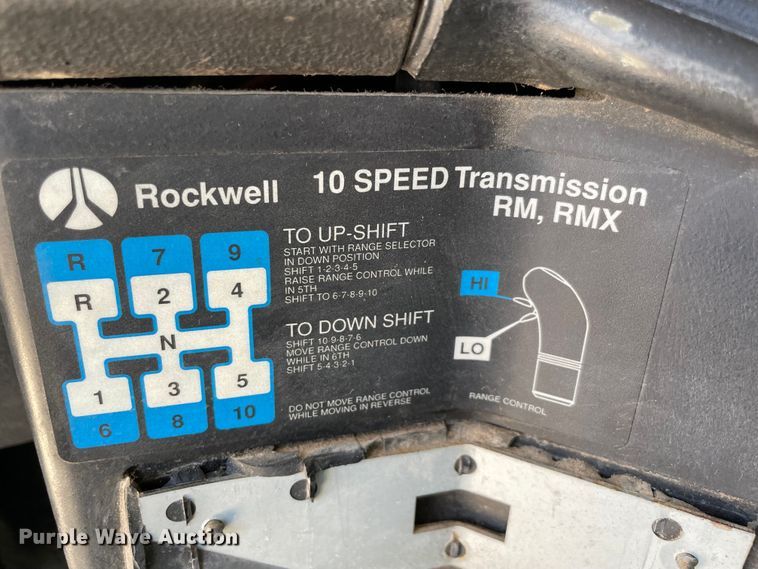 Rockwell 10 SPEED Transmission
RM, RMX
R 7 9
R 2 4
N
1 3 5
6 8 10
TO UP-SHIFT
START WITH RANGE SELECTOR
IN DOWN POSITION
SHIFT 1-2-3-4-5
RAISE RANGE CONTROL WHILE
IN 5TH
SHIFT TO 6-7-8-9-10
TO DOWN SHIFT
SHIFT 10-9-8-7-6
MOVE RANGE CONTROL DOWN
WHILE IN 6TH
SHIFT 5-4-3-2-1
DO NOT MOVE RANGE CONTROL
WHILE MOVING IN REVERSE
HI
LO
RANGE CONTROL
Purple Wave Auction